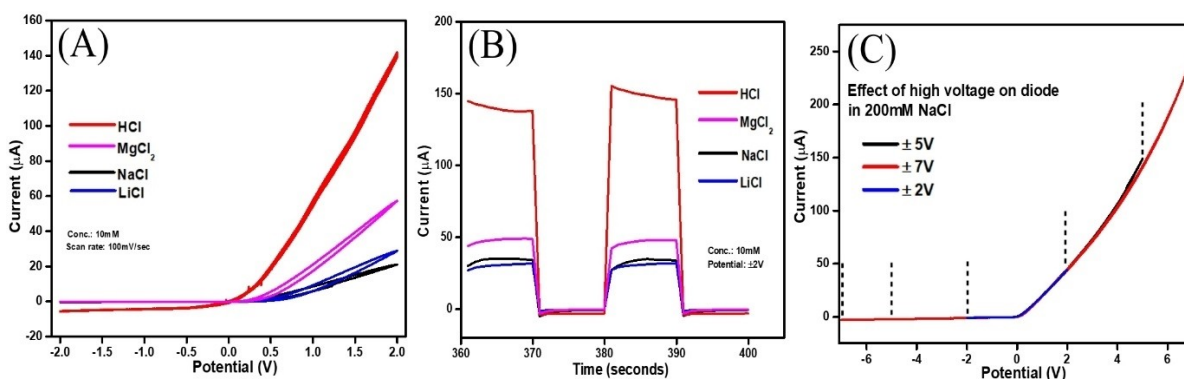 (A)
160
140
120
100
80
60
40
20
0
-20
Current (µA)
HCl
MgCl2
NaCl
LiCl
Conc.: 10mM
Scan rate: 100mV/sec
-2.0 -1.5 -1.0 -0.5 0.0 0.5 1.0 1.5 2.0
Potential (V)
(B)
200
150
100
50
0
Current (µA)
HCl
MgCl2
NaCl
LiCl
Conc.: 10mM
Potential: ±2V
360 370 380 390 400
Time (seconds)
(C)
250
200
150
100
50
0
Current (µA)
Effect of high voltage on diode
in 200mM NaCl
± 5V
± 7V
± 2V
-6 -4 -2 0 2 4 6
Potential (V)